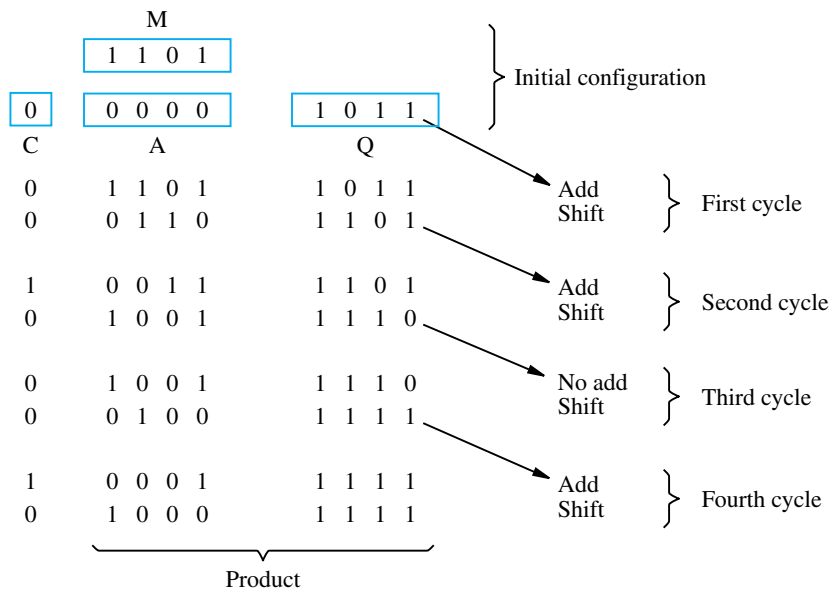 M
1 1 0 1
Initial configuration
0 0 0 0 0 1 0 1 1
C A Q
0 1 1 0 1 1 0 1 1 Add
0 0 1 1 0 1 1 0 1 Shift
First cycle
1 0 0 1 1 1 1 0 1 Add
0 1 0 0 1 1 1 1 0 Shift
Second cycle
0 1 0 0 1 1 1 1 0 No add
0 0 1 0 0 1 1 1 1 Shift
Third cycle
1 0 0 0 1 1 1 1 1 Add
0 1 0 0 0 1 1 1 1 Shift
Fourth cycle
Product